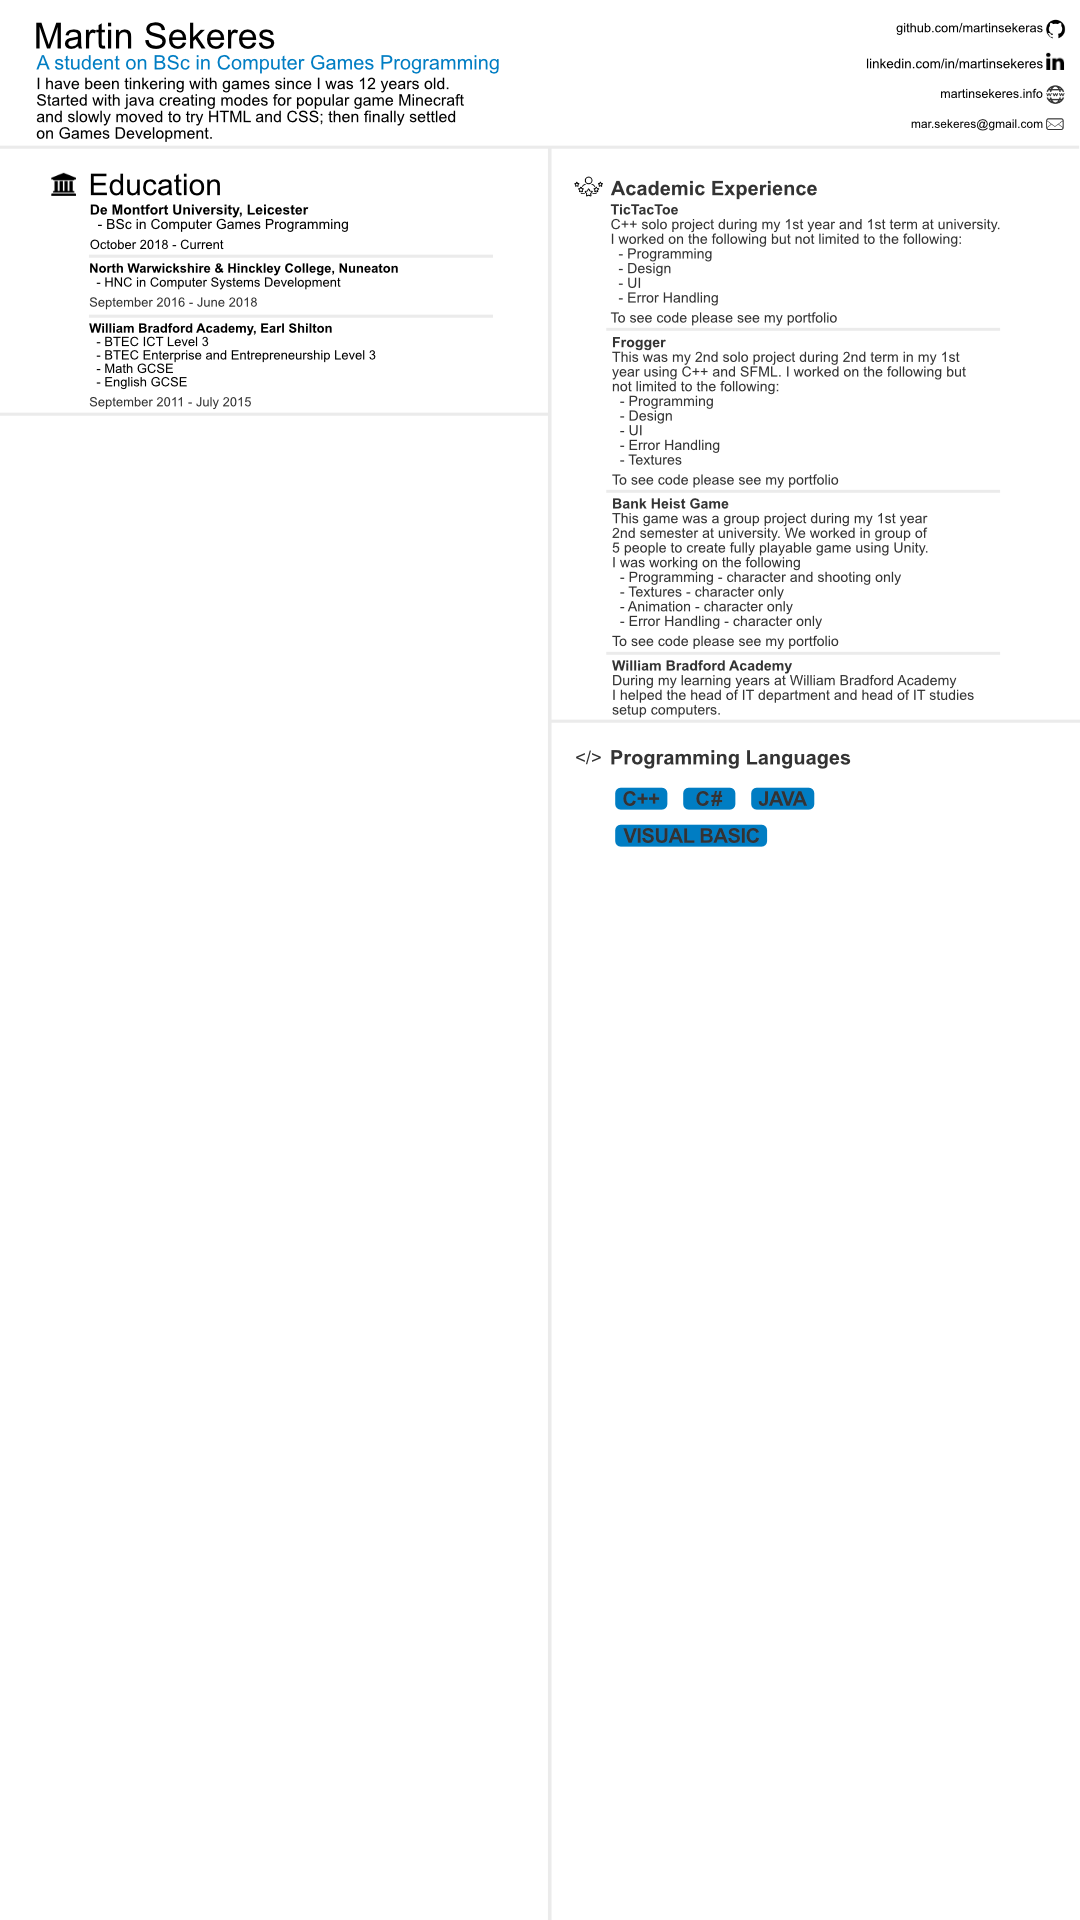 Martin Sekeres
A student on BSc in Computer Games Programming
I have been tinkering with games since I was 12 years old.
Started with java creating modes for popular game Minecraft
and slowly moved to try HTML and CSS; then finally settled
on Games Development.
github.com/martinsekeras
linkedin.com/in/martinsekeres
martinsekeres.info
mar.sekeres@gmail.com
Education
De Montfort University, Leicester
- BSc in Computer Games Programming
October 2018 - Current
North Warwickshire & Hinckley College, Nuneaton
- HNC in Computer Systems Development
September 2016 - June 2018
William Bradford Academy, Earl Shilton
- BTEC ICT Level 3
- BTEC Enterprise and Entrepreneurship Level 3
- Math GCSE
- English GCSE
September 2011 - July 2015
Academic Experience
TicTacToe
C++ solo project during my 1st year and 1st term at university.
I worked on the following but not limited to the following:
- Programming
- Design
- UI
- Error Handling
To see code please see my portfolio
Frogger
This was my 2nd solo project during 2nd term in my 1st
year using C++ and SFML. I worked on the following but
not limited to the following:
- Programming
- Design
- UI
- Error Handling
- Textures
To see code please see my portfolio
Bank Heist Game
This game was a group project during my 1st year
2nd semester at university. We worked in group of
5 people to create fully playable game using Unity.
I was working on the following
- Programming - character and shooting only
- Textures - character only
- Animation - character only
- Error Handling - character only
To see code please see my portfolio
William Bradford Academy
During my learning years at William Bradford Academy
I helped the head of IT department and head of IT studies
setup computers.
</> Programming Languages
C++ C# JAVA
VISUAL BASIC